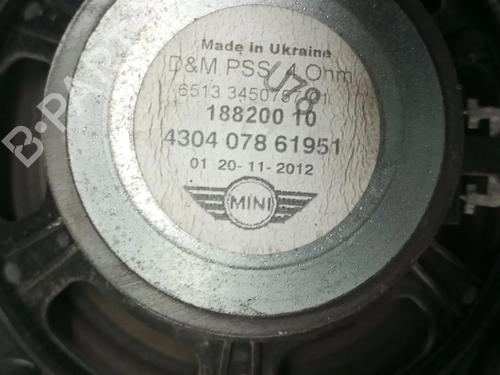 Made in Ukraine
D&M PSS 4 Ohm
U78
6513 3450757 01
188200 10
4304 078 61951
01 20-11-2012
MINI
B-PARTS